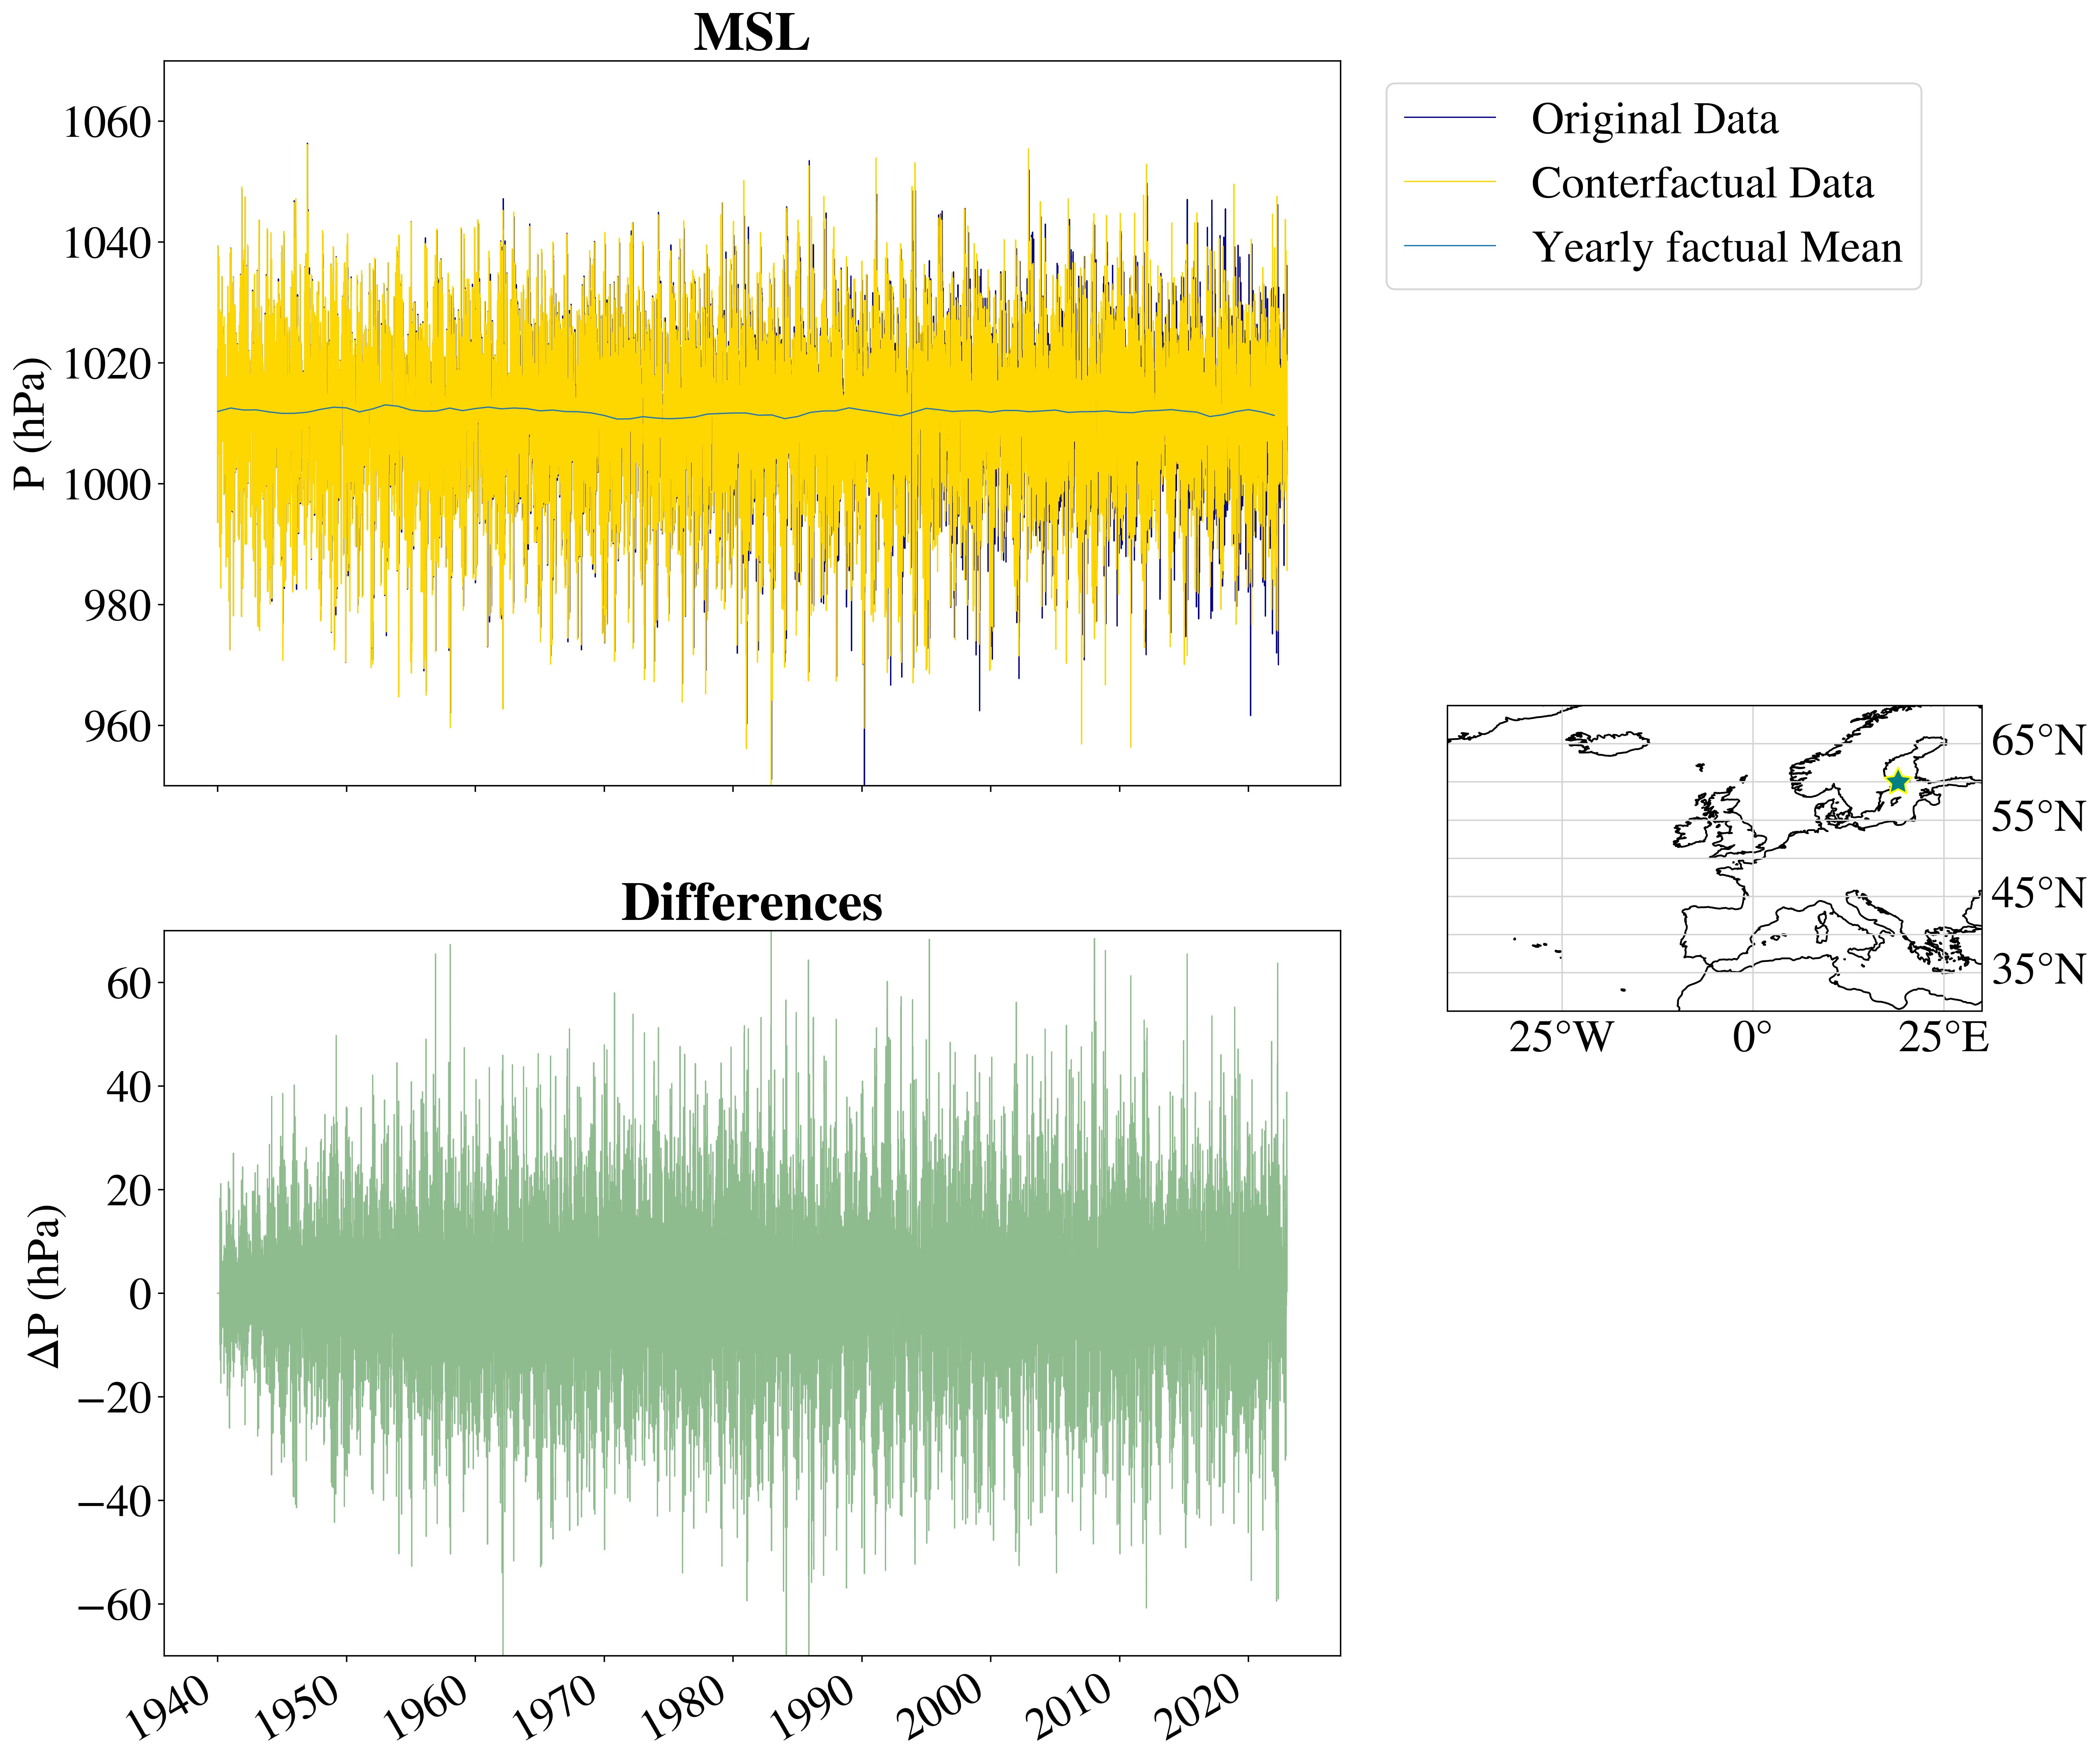 MSL
1060
1040
1020
1000
980
960
P (hPa)
Original Data
Conterfactual Data
Yearly factual Mean
65°N
55°N
45°N
35°N
25°W 0° 25°E
Differences
60
40
20
0
−20
−40
−60
ΔP (hPa)
1940 1950 1960 1970 1980 1990 2000 2010 2020